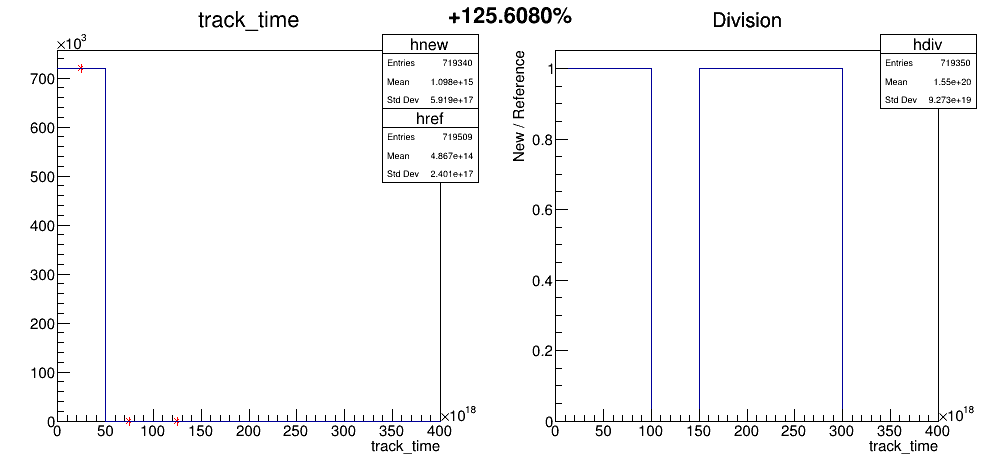 +125.6080%
track_time
×10³
hnew
Entries 719340
Mean 1.098e+15
Std Dev 5.919e+17
href
Entries 719509
Mean 4.867e+14
Std Dev 2.401e+17
700
600
500
400
300
200
100
0
0 50 100 150 200 250 300 350 400
×10¹⁸
track_time
Division
hdiv
Entries 719350
Mean 1.55e+20
Std Dev 9.273e+19
New / Reference
1
0.8
0.6
0.4
0.2
0
0 50 100 150 200 250 300 350 400
×10¹⁸
track_time